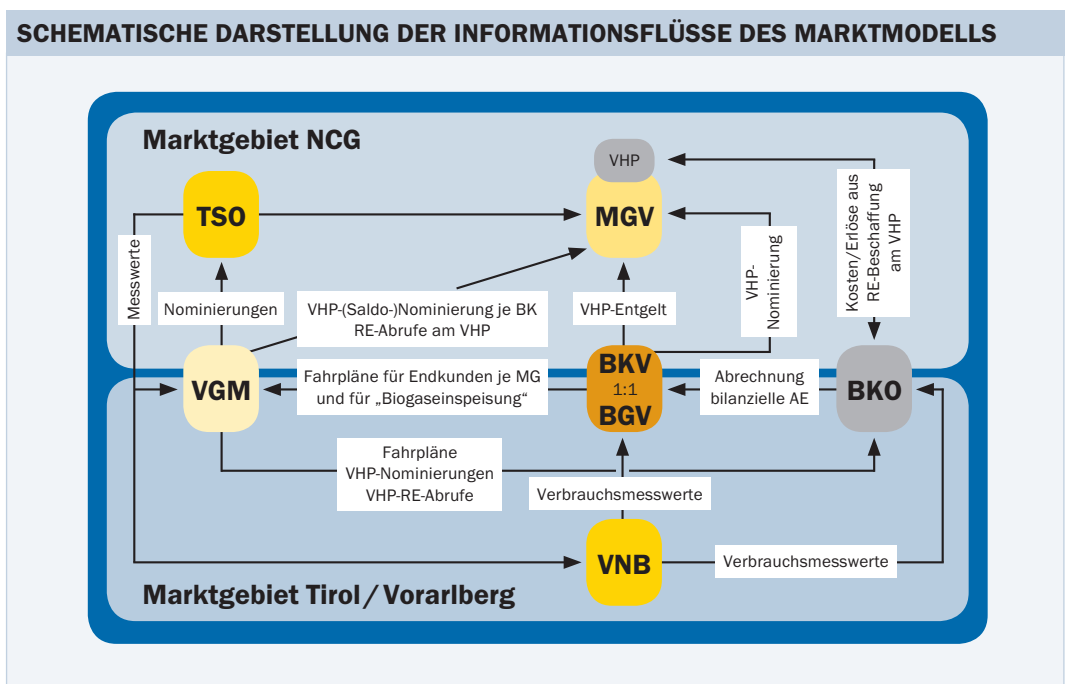 SCHEMATISCHE DARSTELLUNG DER INFORMATIONSFLÜSSE DES MARKTMODELLS
Marktgebiet NCG
VHP
MGV
TSO
Messwerte
Nominierungen
VHP-(Saldo-)Nominierung je BK
RE-Abrufe am VHP
VHP-Entgelt
VHP-
Nominierung
Kosten/Erlöse aus
RE-Beschaffung
am VHP
VGM
Fahrpläne für Endkunden je MG
und für „Biogaseinspeisung“
BKV
1:1
BGV
Abrechnung
bilanzielle AE
BKO
Fahrpläne
VHP-Nominierungen
VHP-RE-Abrufe
Verbrauchsmesswerte
VNB
Verbrauchsmesswerte
Marktgebiet Tirol / Vorarlberg